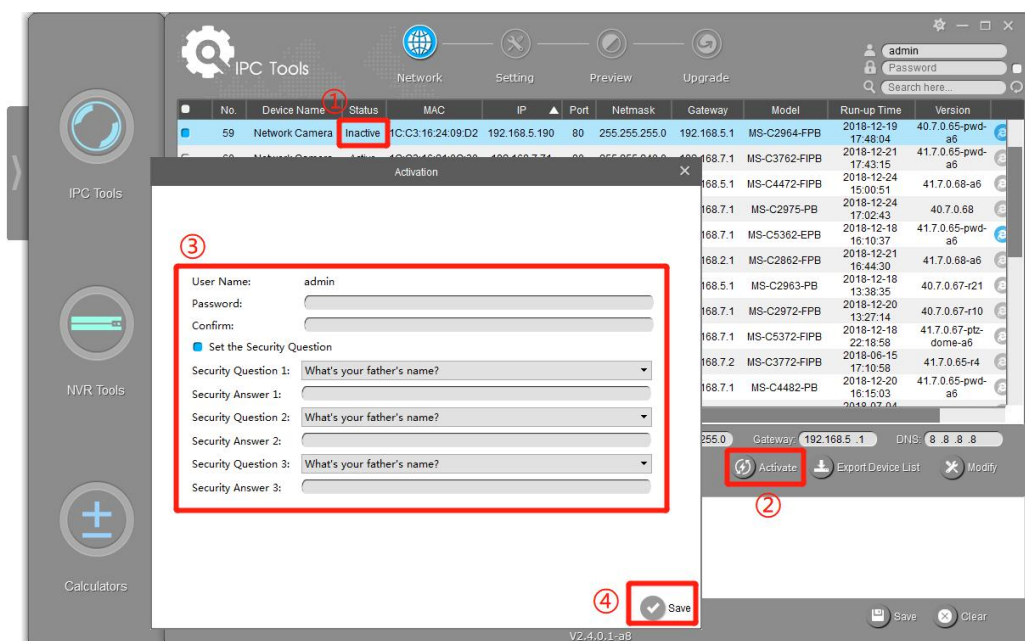 IPC Tools
Network Setting Preview Upgrade
admin
Password
Search here...
①
No. Device Name Status MAC IP Port Netmask Gateway Model Run-up Time Version
59 Network Camera Inactive 1C:C3:16:24:09:D2 192.168.5.190 80 255.255.255.0 192.168.5.1 MS-C2964-FPB 2018-12-19 17:48:04 40.7.0.65-pwd-a6
168.7.1 MS-C3762-FIPB 2018-12-21 17:43:15 41.7.0.65-pwd-a6
168.5.1 MS-C4472-FIPB 2018-12-24 15:00:51 41.7.0.68-a6
168.7.1 MS-C2975-PB 2018-12-24 17:02:43 40.7.0.68
168.7.1 MS-C5362-EPB 2018-12-18 16:10:37 41.7.0.65-pwd-a6
168.2.1 MS-C2862-FPB 2018-12-21 16:44:30 41.7.0.68-a6
168.5.1 MS-C2963-PB 2018-12-18 13:38:35 40.7.0.67-r21
168.7.1 MS-C2972-FPB 2018-12-20 13:27:14 40.7.0.67-r10
168.7.1 MS-C5372-FIPB 2018-12-18 22:18:58 41.7.0.67-ptz-dome-a6
168.7.2 MS-C3772-FIPB 2018-06-15 17:10:58 41.7.0.65-r4
168.7.1 MS-C4482-PB 2018-12-20 16:15:03 41.7.0.65-pwd-a6
255.0 Gateway: 192.168.5 .1 DNS: 8 .8 .8 .8
Activate Export Device List Modify
②
Save Clear
V2.4.0.1-a8
IPC Tools
NVR Tools
Calculators
Activation
③
User Name: admin
Password:
Confirm:
Set the Security Question
Security Question 1: What's your father's name?
Security Answer 1:
Security Question 2: What's your father's name?
Security Answer 2:
Security Question 3: What's your father's name?
Security Answer 3:
④
Save